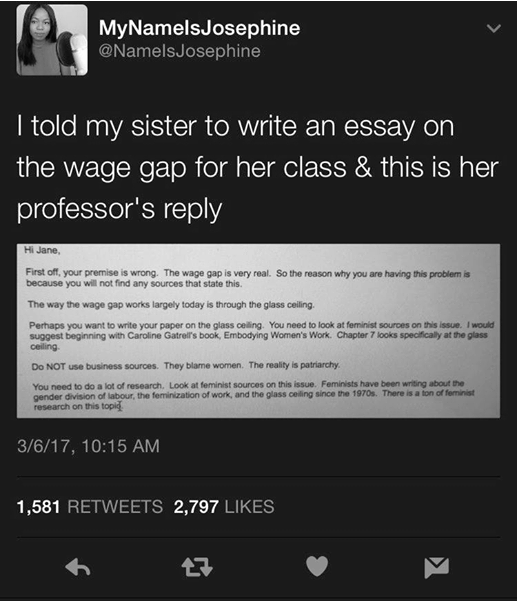 MyNameIsJosephine
@NameIsJosephine
I told my sister to write an essay on
the wage gap for her class & this is her
professor's reply
Hi Jane,
First off, your premise is wrong. The wage gap is very real. So the reason why you are having this problem is
because you will not find any sources that state this.
The way the wage gap works largely today is through the glass ceiling.
Perhaps you want to write your paper on the glass ceiling. You need to look at feminist sources on this issue. I would
suggest beginning with Caroline Gatrell's book, Embodying Women's Work. Chapter 7 looks specifically at the glass
ceiling.
Do NOT use business sources. They blame women. The reality is patriarchy.
You need to do a lot of research. Look at feminist sources on this issue. Feminists have been writing about the
gender division of labour, the feminization of work, and the glass ceiling since the 1970s. There is a ton of feminist
research on this topic.
3/6/17, 10:15 AM
1,581 RETWEETS 2,797 LIKES